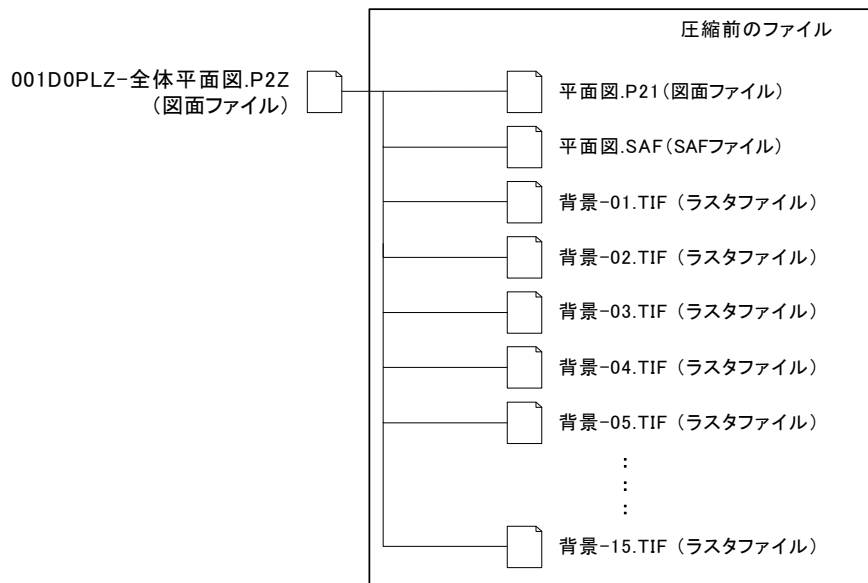 圧縮前のファイル
001D0PLZ-全体平面図.P2Z
（図面ファイル）
平面図.P21（図面ファイル）
平面図.SAF（SAFファイル）
背景-01.TIF （ラスタファイル）
背景-02.TIF （ラスタファイル）
背景-03.TIF （ラスタファイル）
背景-04.TIF （ラスタファイル）
背景-05.TIF （ラスタファイル）
：
：
：
背景-15.TIF （ラスタファイル）